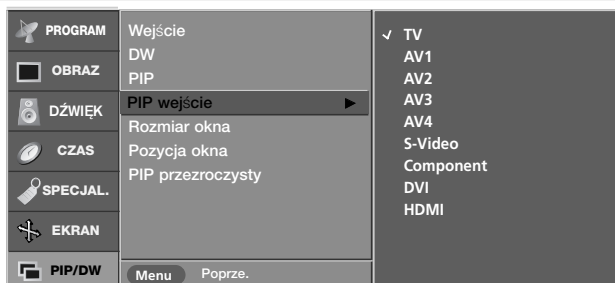 PROGRAM
OBRAZ
DŹWIĘK
CZAS
SPECJAL.
EKRAN
PIP/DW
Wejście
DW
PIP
PIP wejście ►
Rozmiar okna
Pozycja okna
PIP przezroczysty
Menu Poprze.
✓ TV
AV1
AV2
AV3
AV4
S-Video
Component
DVI
HDMI